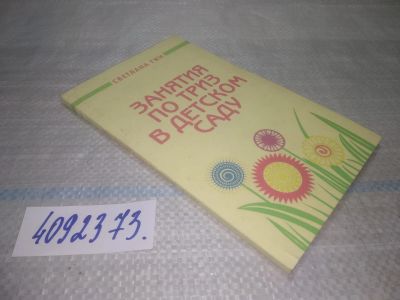 СВЕТЛАНА ГИН
ЗАНЯТИЯ
ПО ТРИЗ
В ДЕТСКОМ
САДУ
4092373.